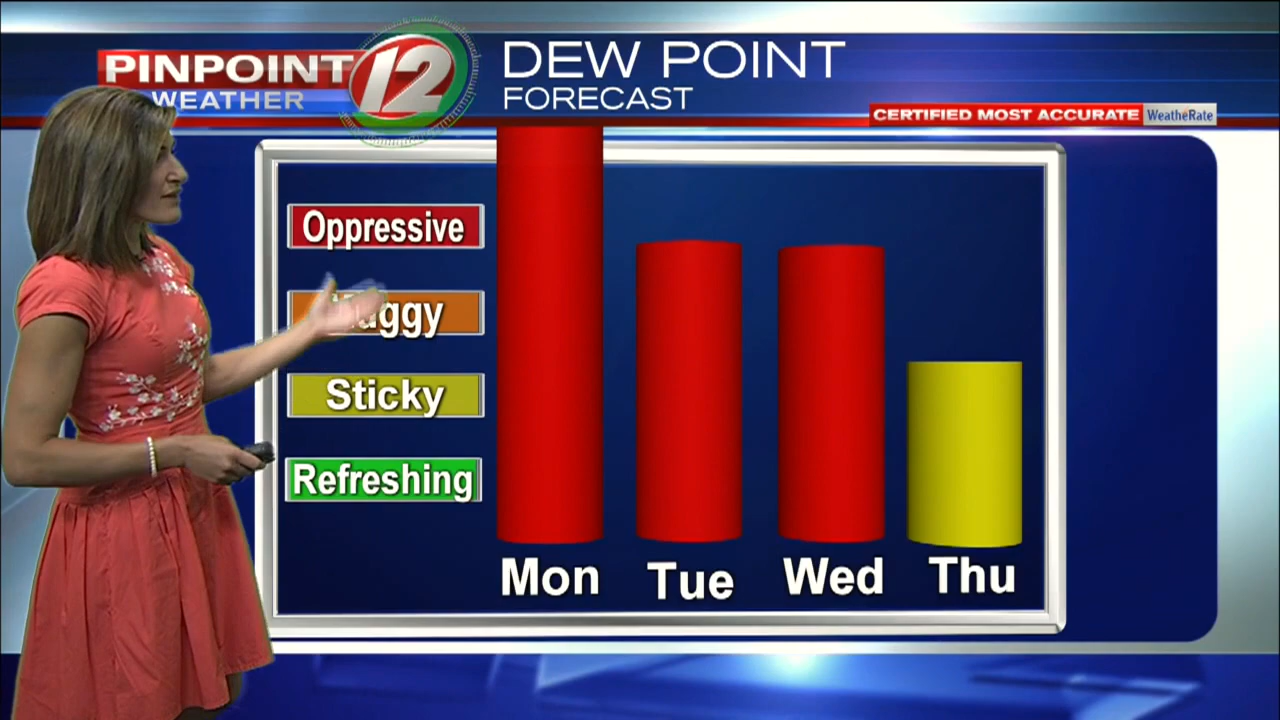 PINPOINT 12
WEATHER
DEW POINT
FORECAST
CERTIFIED MOST ACCURATE WeatheRate
Oppressive
Sticky
Refreshing
Mon Tue Wed Thu